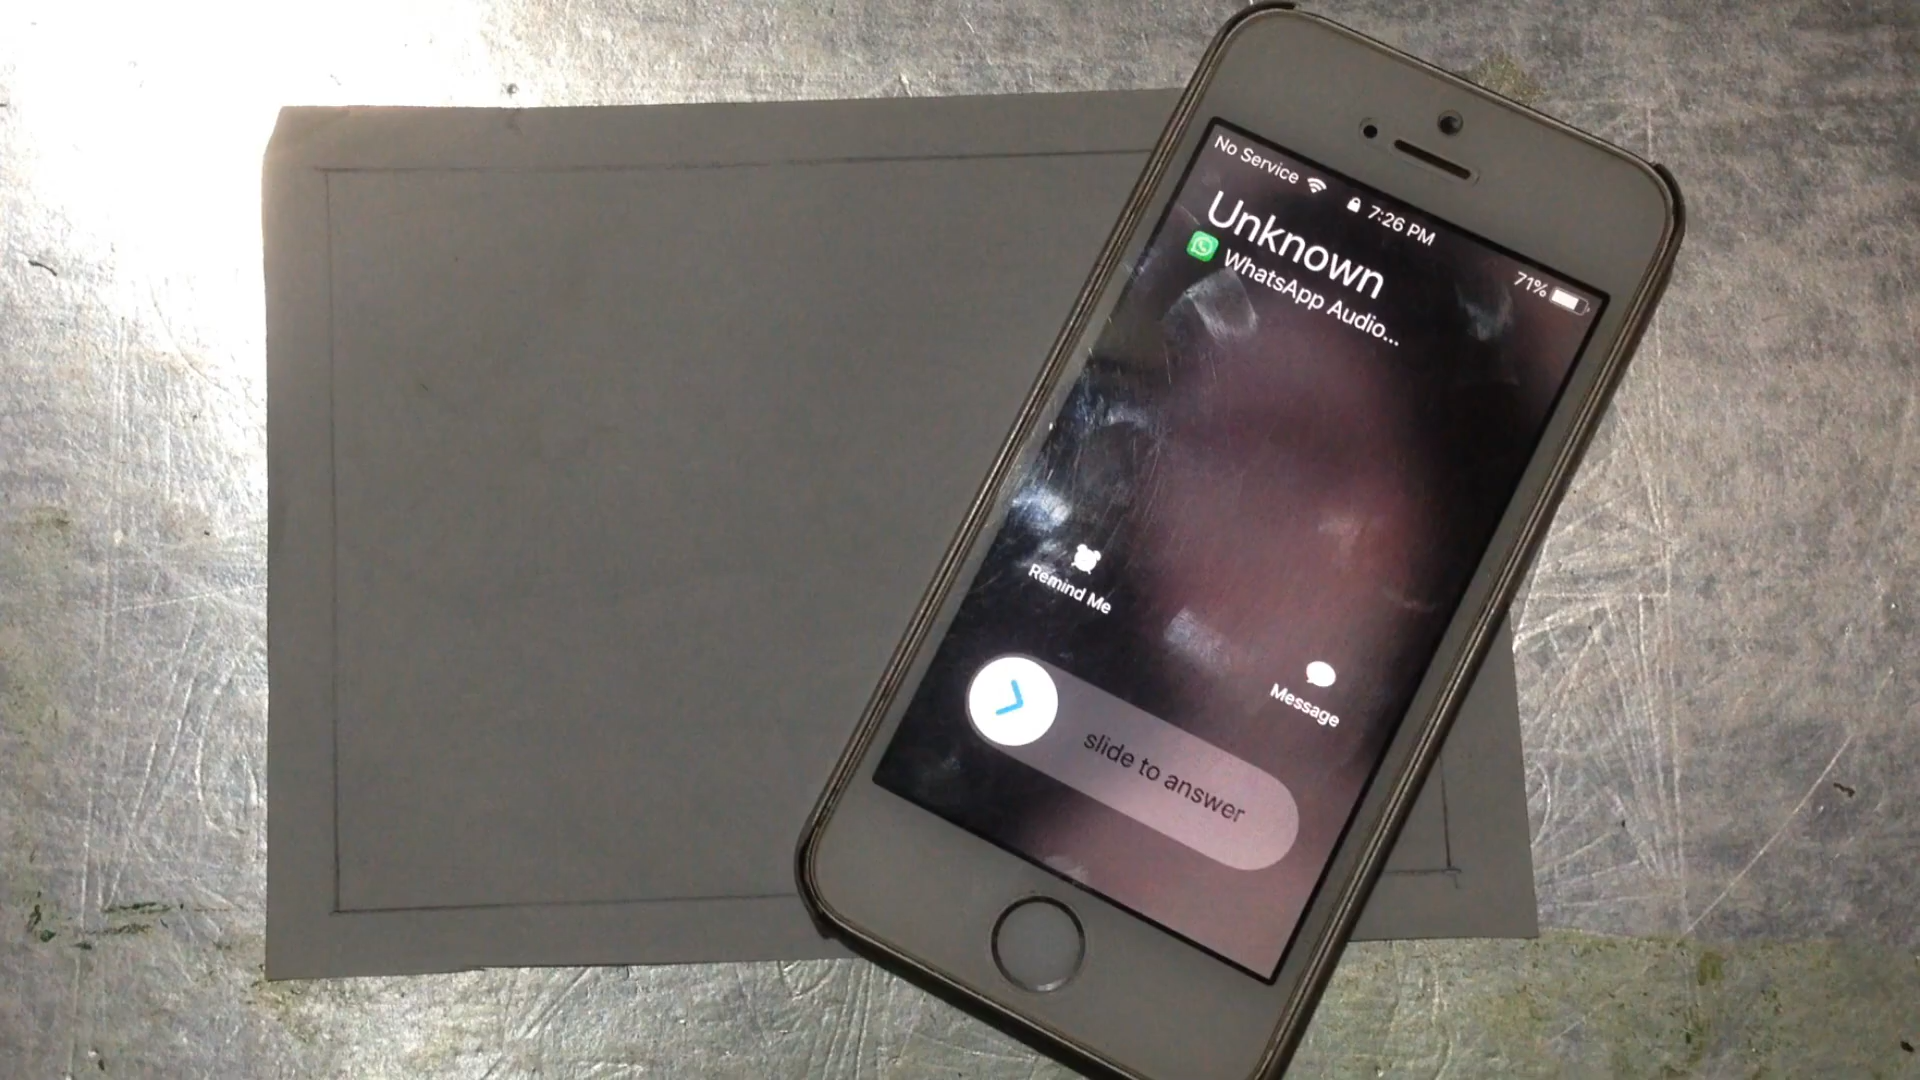 No Service
7:26 PM
71%
Unknown
WhatsApp Audio...
Remind Me
Message
slide to answer